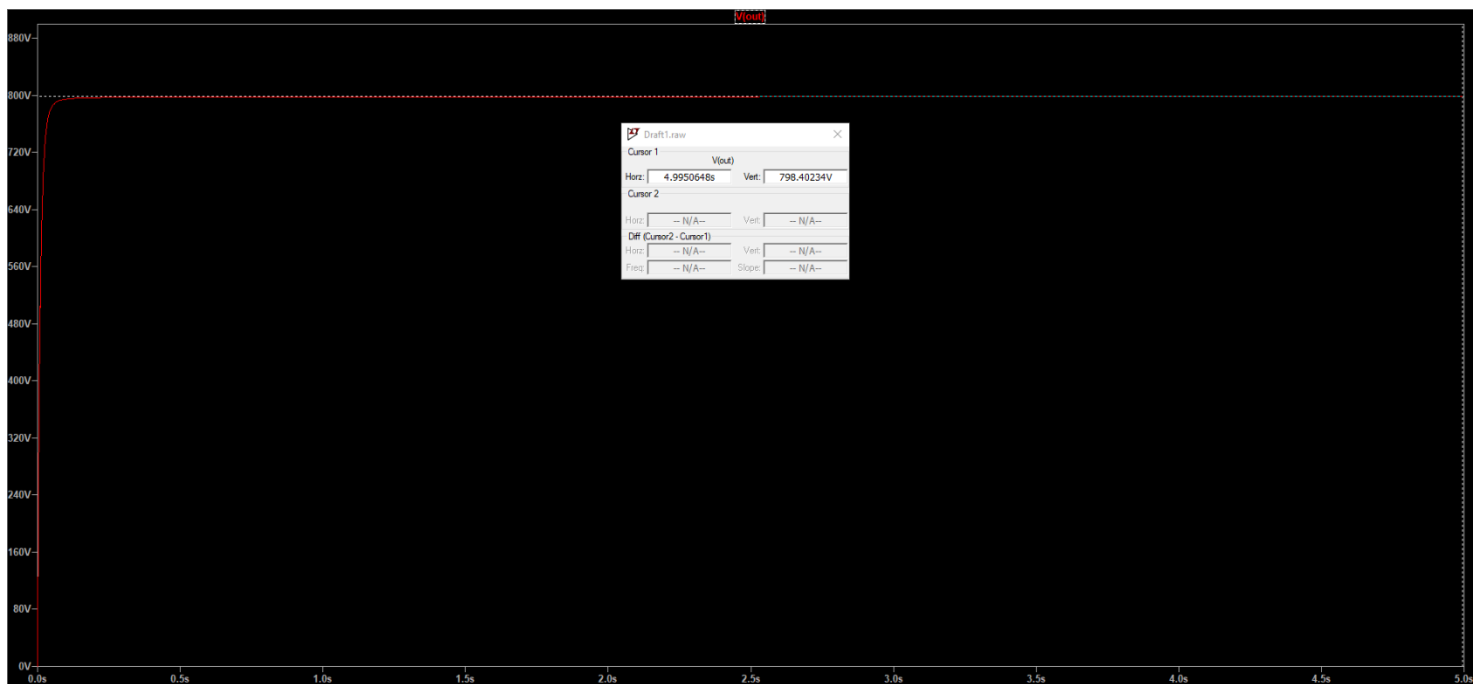 V(out)
880V
800V
720V
640V
560V
480V
400V
320V
240V
160V
80V
0V
Draft1.raw
Cursor 1
V(out)
Horz: 4.9950648s Vert: 798.40234V
Cursor 2
Horz: -- N/A-- Vert: -- N/A--
Diff (Cursor2 - Cursor1)
Horz: -- N/A-- Vert: -- N/A--
Freq: -- N/A-- Slope: -- N/A--
0.0s 0.5s 1.0s 1.5s 2.0s 2.5s 3.0s 3.5s 4.0s 4.5s 5.0s